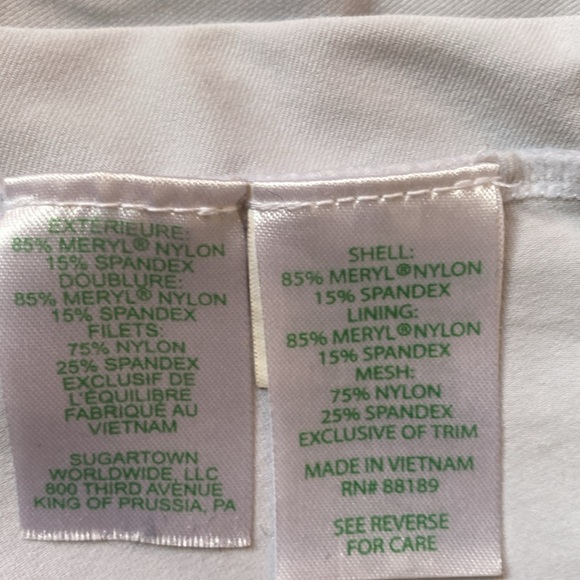 EXTÉRIEURE:
85% MERYL® NYLON
15% SPANDEX
DOUBLURE:
85% MERYL® NYLON
15% SPANDEX
FILETS:
75% NYLON
25% SPANDEX
EXCLUSIF DE
L'ÉQUILIBRE
FABRIQUÉ AU
VIETNAM
SUGARTOWN
WORLDWIDE, LLC
800 THIRD AVENUE
KING OF PRUSSIA, PA
SHELL:
85% MERYL® NYLON
15% SPANDEX
LINING:
85% MERYL® NYLON
15% SPANDEX
MESH:
75% NYLON
25% SPANDEX
EXCLUSIVE OF TRIM
MADE IN VIETNAM
RN# 88189
SEE REVERSE
FOR CARE